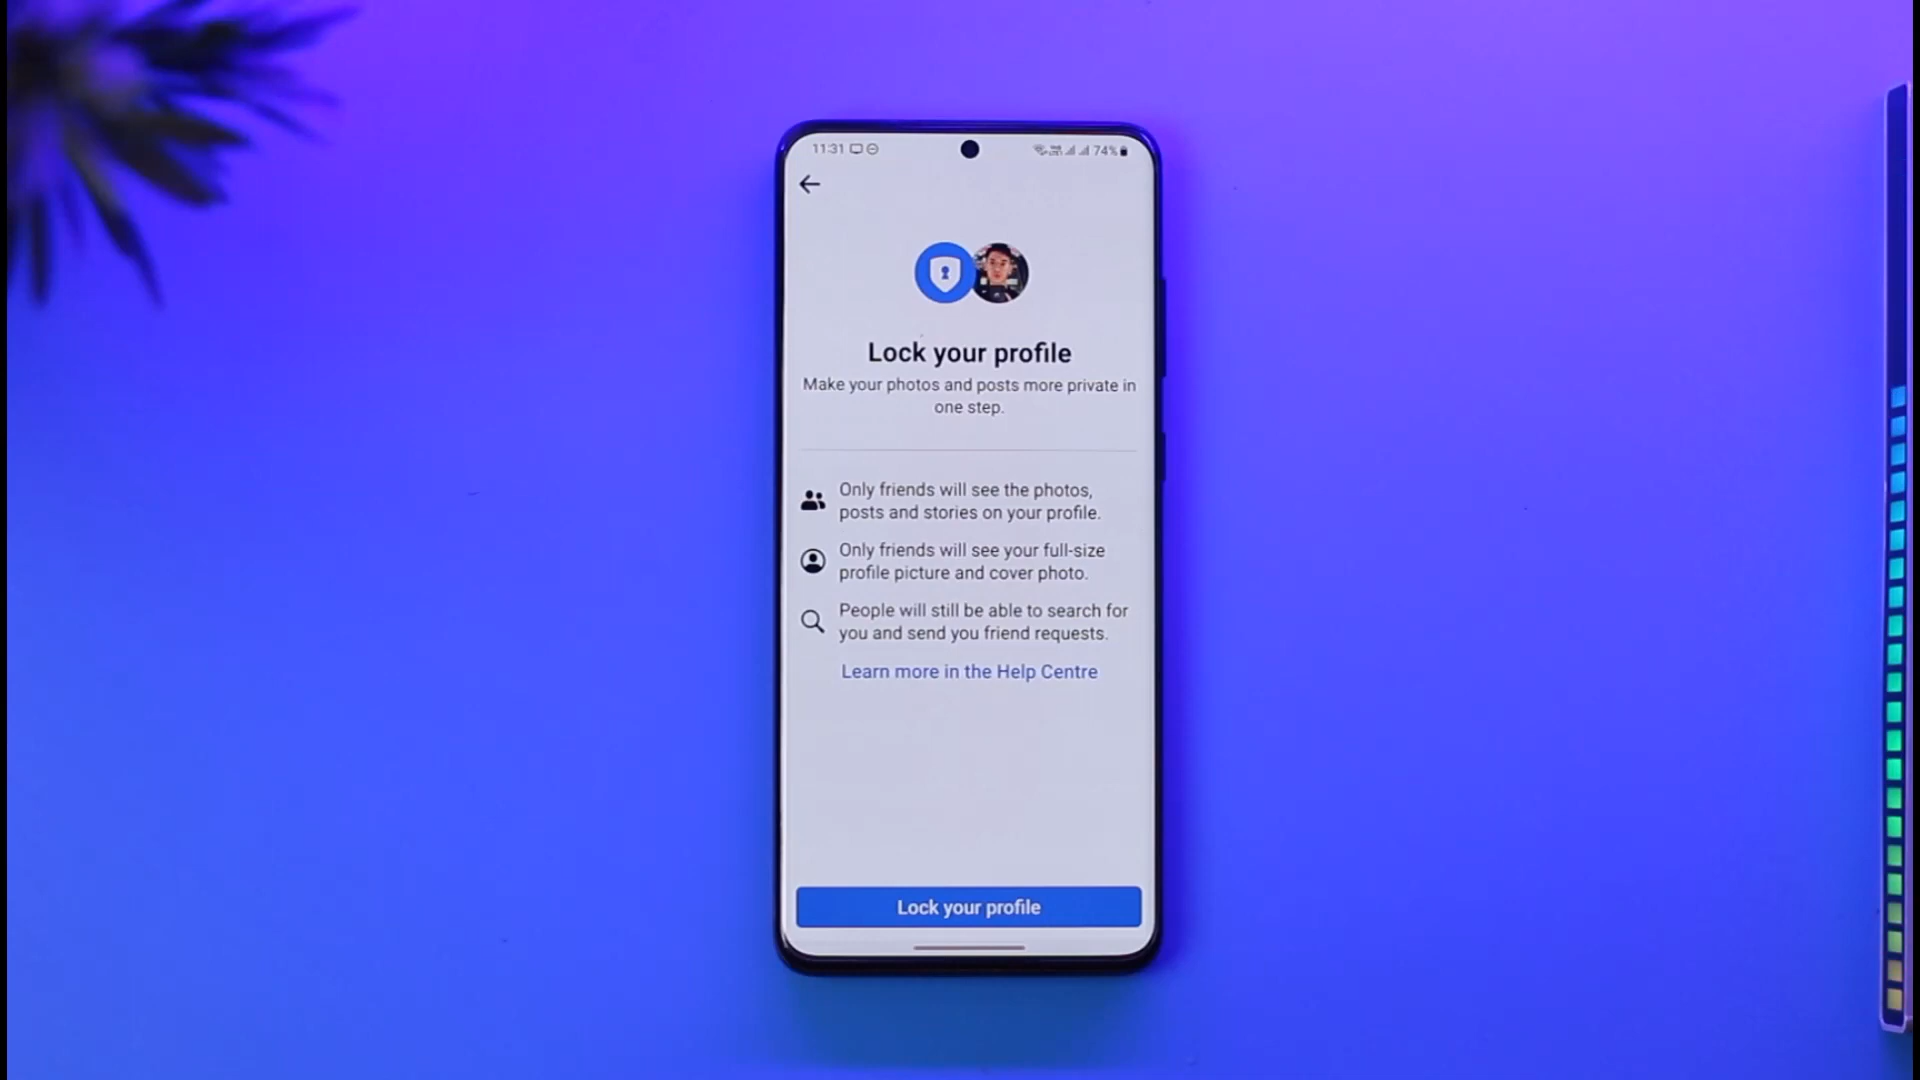 11:31 74%
Lock your profile
Make your photos and posts more private in
one step.
Only friends will see the photos,
posts and stories on your profile.
Only friends will see your full-size
profile picture and cover photo.
People will still be able to search for
you and send you friend requests.
Learn more in the Help Centre
Lock your profile